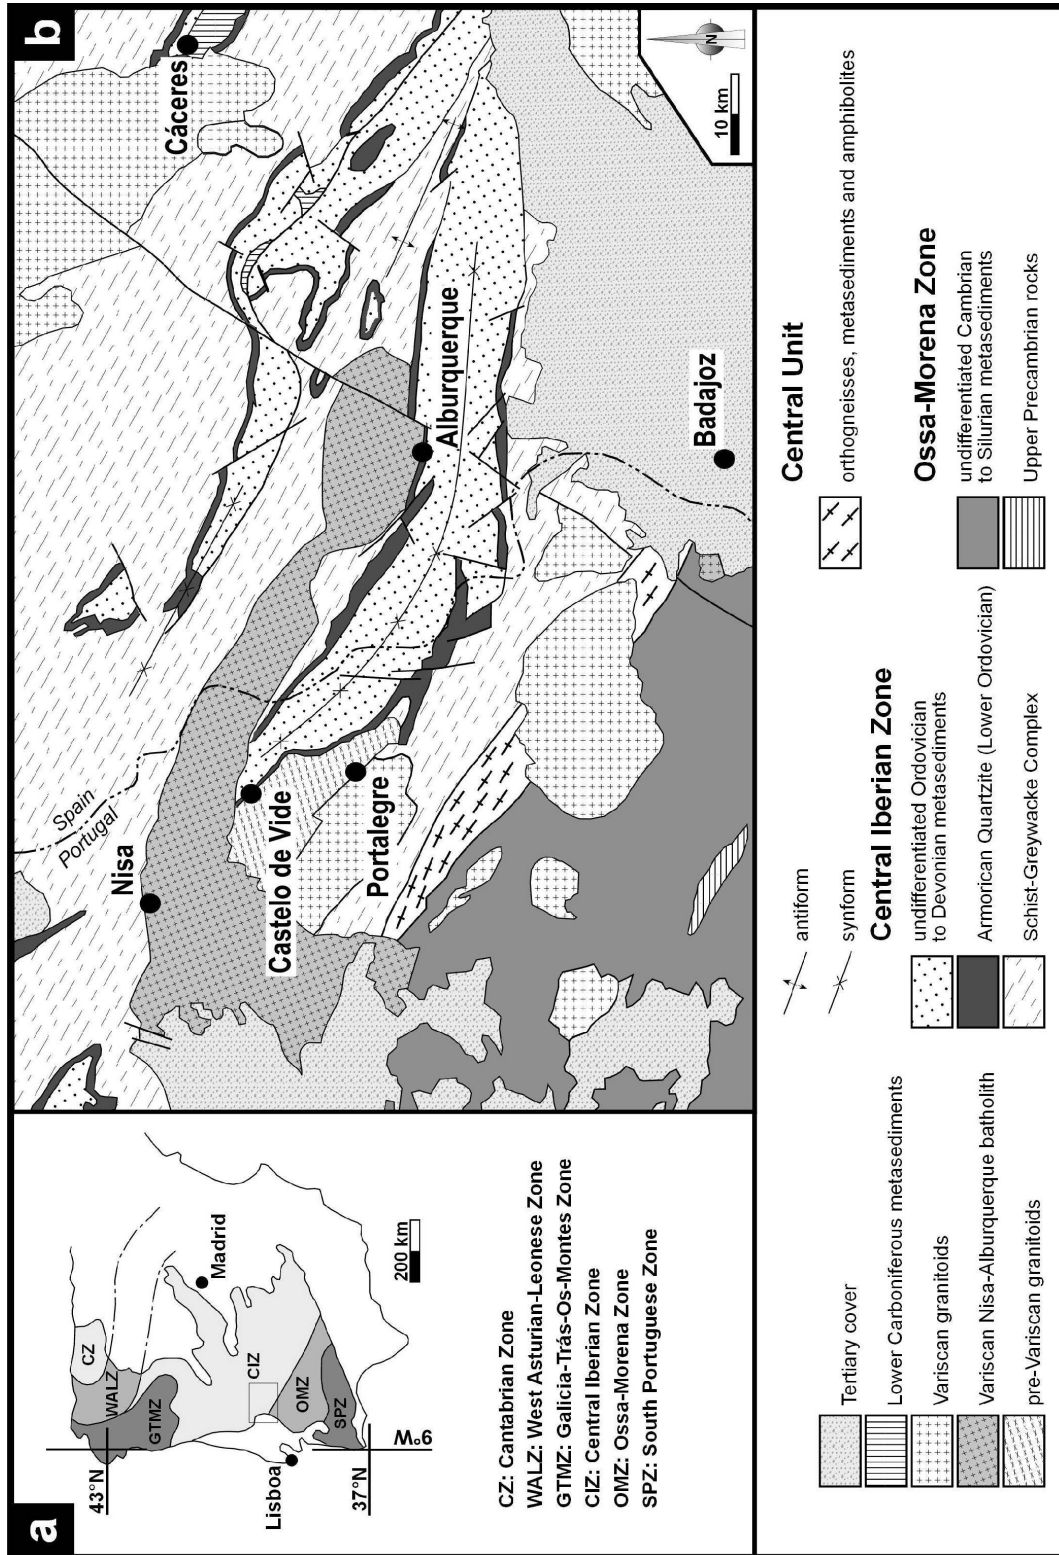 a
43°N
37°N
9°W
CZ
WALZ
GTMZ
CIZ
OMZ
SPZ
Madrid
Lisboa
200 km
CZ: Cantabrian Zone
WALZ: West Asturian-Leonese Zone
GTMZ: Galicia-Trás-Os-Montes Zone
CIZ: Central Iberian Zone
OMZ: Ossa-Morena Zone
SPZ: South Portuguese Zone
b
Cáceres
Spain
Portugal
Nisa
Castelo de Vide
Portalegre
Alburquerque
Badajoz
N
10 km
Tertiary cover
Lower Carboniferous metasediments
Variscan granitoids
Variscan Nisa-Alburquerque batholith
pre-Variscan granitoids
antiform
synform
Central Iberian Zone
undifferentiated Ordovician
to Devonian metasediments
Armorican Quartzite (Lower Ordovician)
Schist-Greywacke Complex
Central Unit
orthogneisses, metasediments and amphibolites
Ossa-Morena Zone
undifferentiated Cambrian
to Silurian metasediments
Upper Precambrian rocks